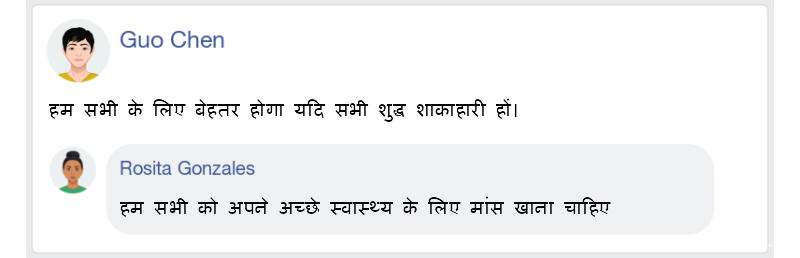 Guo Chen
हम सभी के लिए बेहतर होगा यदि सभी शुद्ध शाकाहारी हों।
Rosita Gonzales
हम सभी को अपने अच्छे स्वास्थ्य के लिए मांस खाना चाहिए